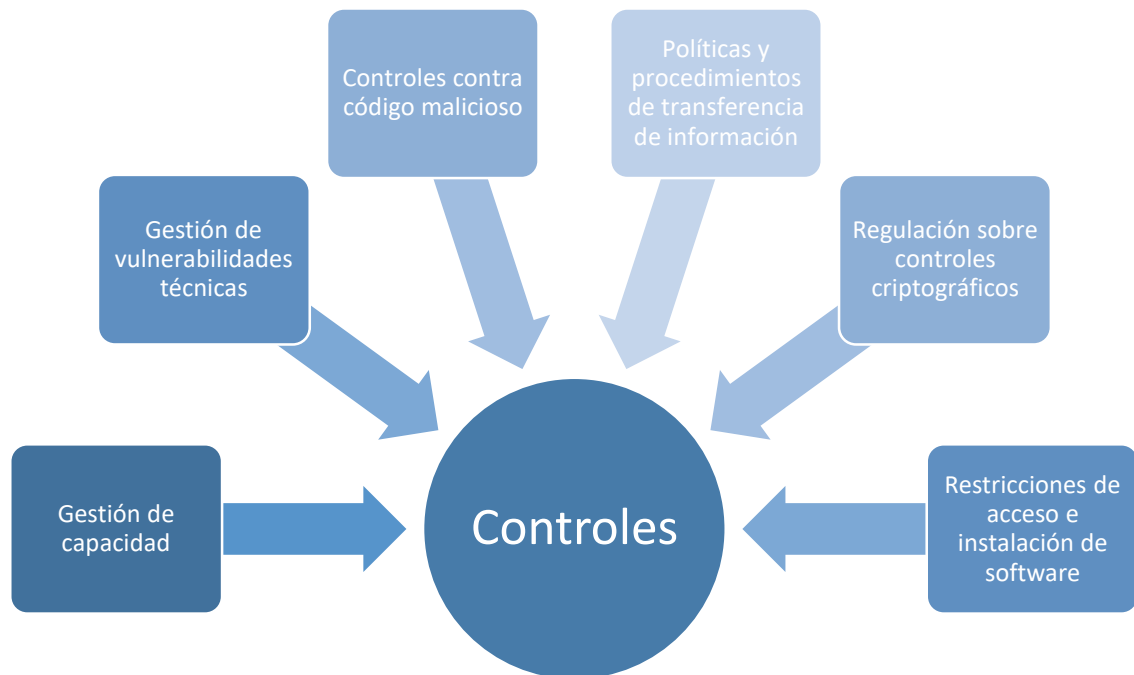 Gestión de
capacidad
Gestión de
vulnerabilidades
técnicas
Controles contra
código malicioso
Políticas y
procedimientos
de transferencia
de información
Regulación sobre
controles
criptográficos
Restricciones de
acceso e
instalación de
software
Controles